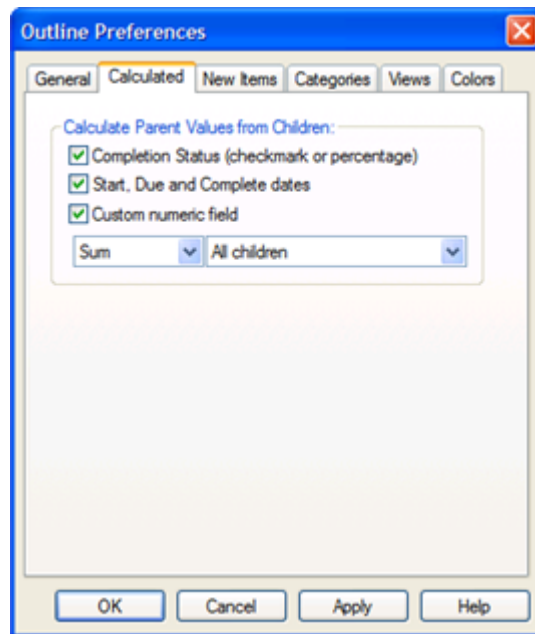 Outline Preferences
General Calculated New Items Categories Views Colors
Calculate Parent Values from Children:
Completion Status (checkmark or percentage)
Start, Due and Complete dates
Custom numeric field
Sum All children
OK Cancel Apply Help